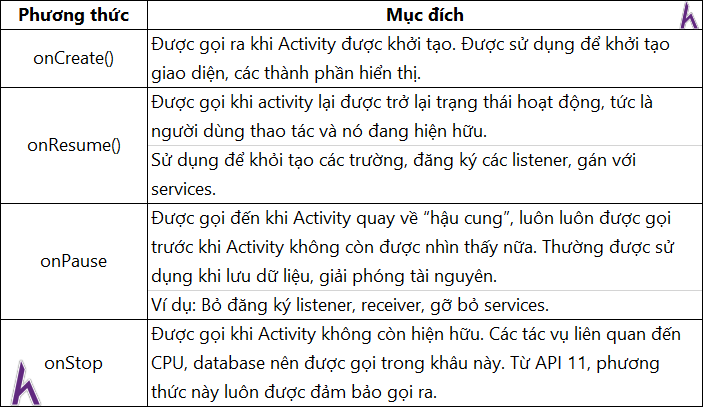 Phương thức Mục đích
onCreate()
Được gọi ra khi Activity được khởi tạo. Được sử dụng để khởi tạo
giao diện, các thành phần hiển thị.
onResume()
Được gọi khi activity lại được trở lại trạng thái hoạt động, tức là
người dùng thao tác và nó đang hiện hữu.
Sử dụng để khỏi tạo các trường, đăng ký các listener, gán với
services.
onPause
Được gọi đến khi Activity quay về “hậu cung”, luôn luôn được gọi
trước khi Activity không còn được nhìn thấy nữa. Thường được sử
dụng khi lưu dữ liệu, giải phóng tài nguyên.
Ví dụ: Bỏ đăng ký listener, receiver, gỡ bỏ services.
onStop
Được gọi khi Activity không còn hiện hữu. Các tác vụ liên quan đến
CPU, database nên được gọi trong khâu này. Từ API 11, phương
thức này luôn được đảm bảo gọi ra.